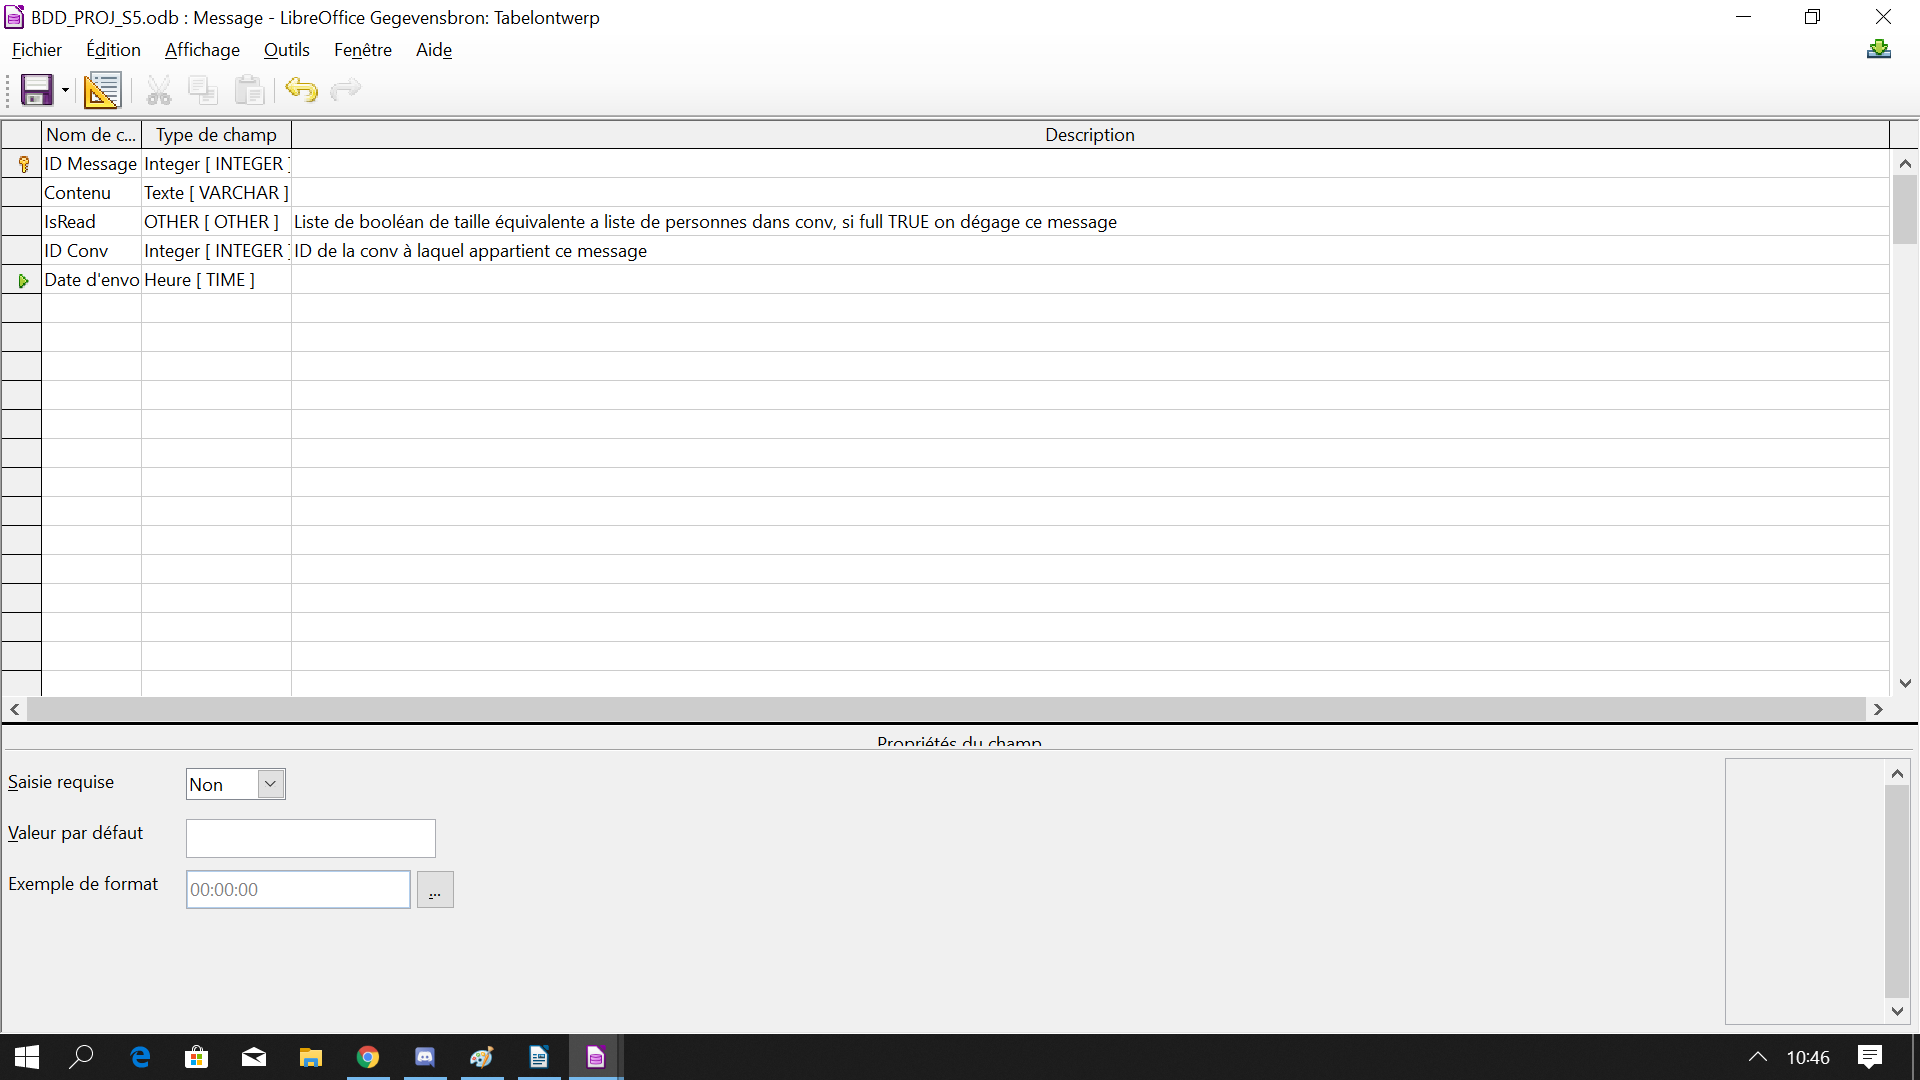 BDD_PROJ_S5.odb : Message - LibreOffice Gegevensbron: Tabelontwerp
Fichier Édition Affichage Outils Fenêtre Aide
Nom de c... Type de champ Description
ID Message Integer [ INTEGER ]
Contenu Texte [ VARCHAR ]
IsRead OTHER [ OTHER ] Liste de booléan de taille équivalente a liste de personnes dans conv, si full TRUE on dégage ce message
ID Conv Integer [ INTEGER ] ID de la conv à laquel appartient ce message
Date d'envo Heure [ TIME ]
Propriétés du champ
Saisie requise Non
Valeur par défaut
Exemple de format 00:00:00 ...
10:46